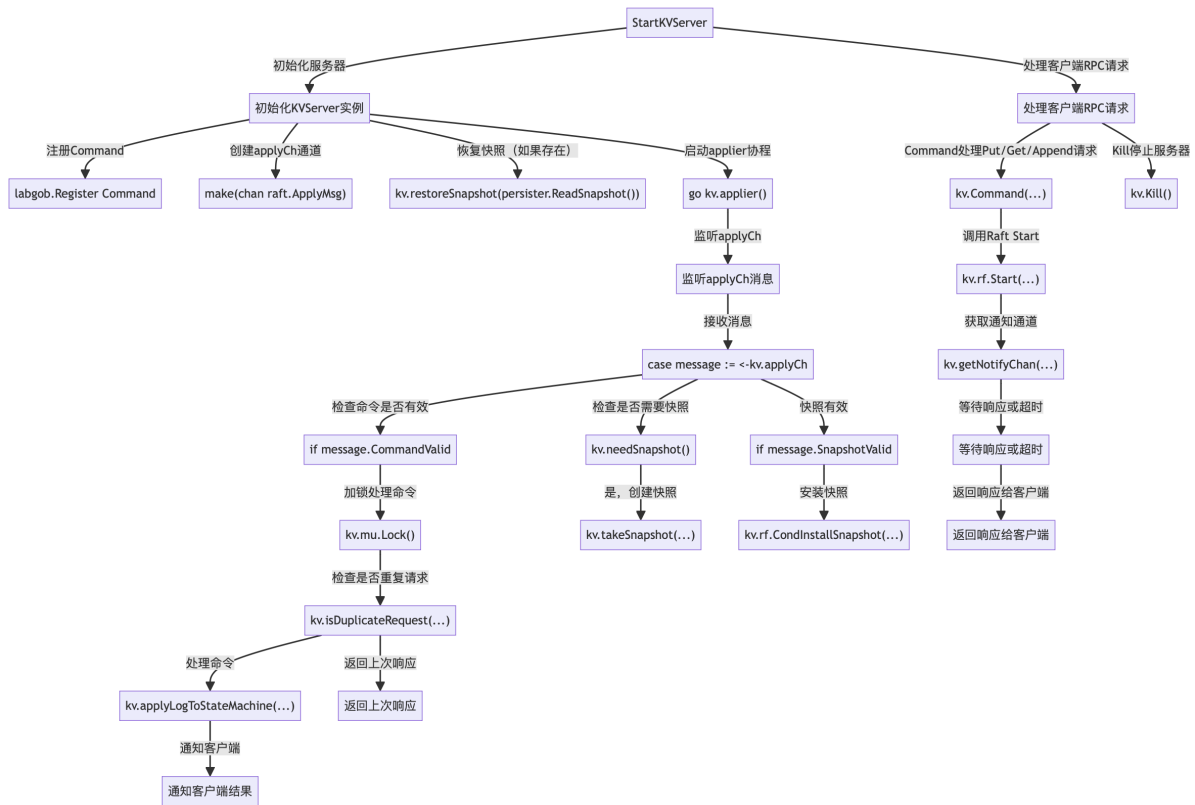 StartKVServer
初始化服务器
处理客户端RPC请求
初始化KVServer实例
处理客户端RPC请求
注册Command
创建applyCh通道
恢复快照（如果存在）
启动applier协程
Command处理Put/Get/Append请求
Kill停止服务器
labgob.Register Command
make(chan raft.ApplyMsg)
kv.restoreSnapshot(persister.ReadSnapshot())
go kv.applier()
kv.Command(...)
kv.Kill()
监听applyCh
调用Raft Start
监听applyCh消息
kv.rf.Start(...)
接收消息
获取通知通道
case message := <-kv.applyCh
kv.getNotifyChan(...)
检查命令是否有效
检查是否需要快照
快照有效
等待响应或超时
if message.CommandValid
kv.needSnapshot()
if message.SnapshotValid
等待响应或超时
加锁处理命令
是，创建快照
安装快照
返回响应给客户端
kv.mu.Lock()
kv.takeSnapshot(...)
kv.rf.CondInstallSnapshot(...)
返回响应给客户端
检查是否重复请求
kv.isDuplicateRequest(...)
处理命令
返回上次响应
kv.applyLogToStateMachine(...)
返回上次响应
通知客户端
通知客户端结果